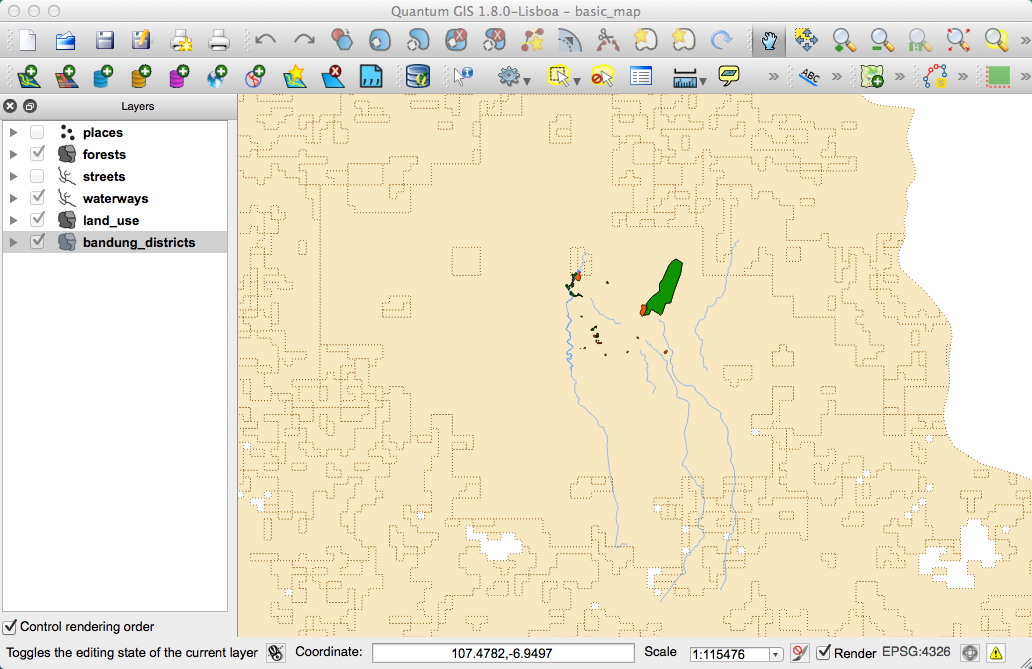 Quantum GIS 1.8.0-Lisboa - basic_map
ABC
Layers
places
forests
streets
waterways
land_use
bandung_districts
Control rendering order
Toggles the editing state of the current layer
Coordinate:
107.4782,-6.9497
Scale
1:115476
Render
EPSG:4326